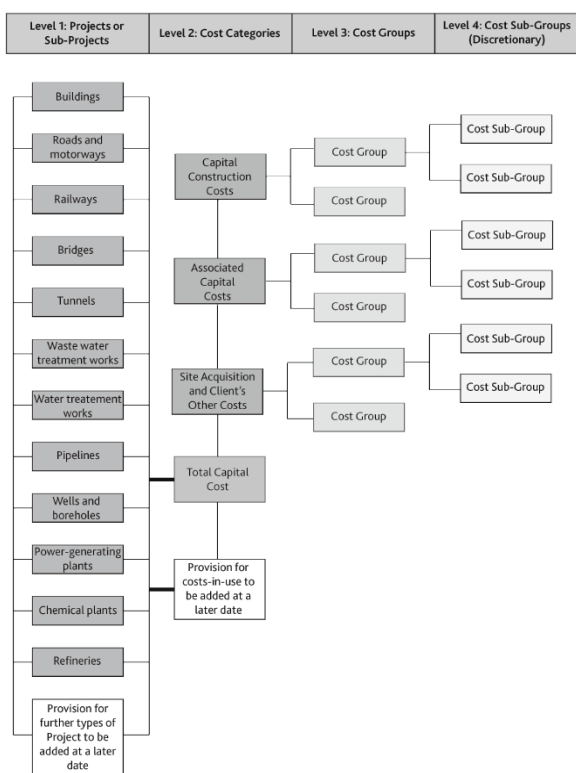 Level 1: Projects or
Sub-Projects
Level 2: Cost Categories
Level 3: Cost Groups
Level 4: Cost Sub-Groups
(Discretionary)
Buildings
Roads and
motorways
Railways
Bridges
Tunnels
Waste water
treatment works
Water treatement
works
Pipelines
Wells and
boreholes
Power-generating
plants
Chemical plants
Refineries
Provision for
further types of
Project to be
added at a later
date
Capital
Construction
Costs
Associated
Capital
Costs
Site Acquisition
and Client's
Other Costs
Total Capital
Cost
Provision for
costs-in-use to
be added at a
later date
Cost Group
Cost Group
Cost Group
Cost Group
Cost Group
Cost Group
Cost Sub-Group
Cost Sub-Group
Cost Sub-Group
Cost Sub-Group
Cost Sub-Group
Cost Sub-Group